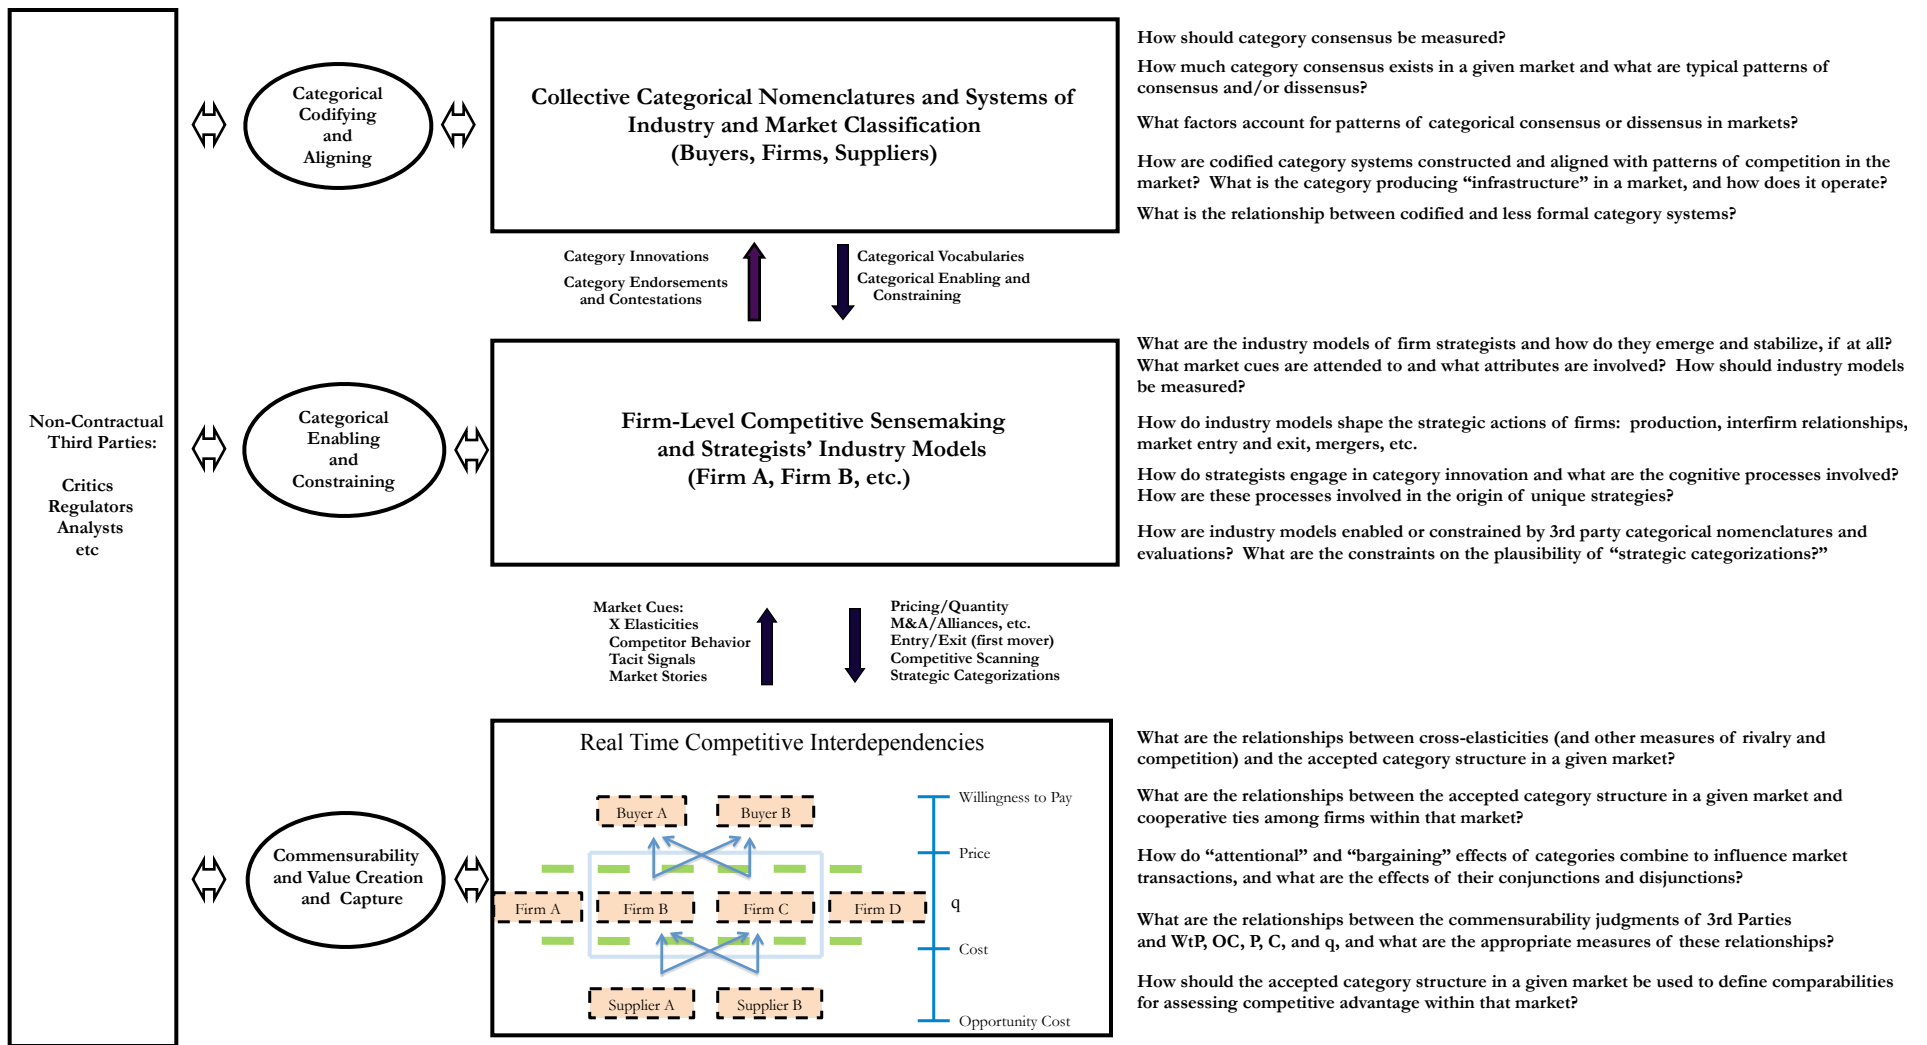 Non-Contractual
Third Parties:
Critics
Regulators
Analysts
etc
Categorical
Codifying
and
Aligning
Collective Categorical Nomenclatures and Systems of
Industry and Market Classification
(Buyers, Firms, Suppliers)
How should category consensus be measured?
How much category consensus exists in a given market and what are typical patterns of
consensus and/or dissensus?
What factors account for patterns of categorical consensus or dissensus in markets?
How are codified category systems constructed and aligned with patterns of competition in the
market? What is the category producing “infrastructure” in a market, and how does it operate?
What is the relationship between codified and less formal category systems?
Category Innovations
Category Endorsements
and Contestations
Categorical Vocabularies
Categorical Enabling and
Constraining
Categorical
Enabling
and
Constraining
Firm-Level Competitive Sensemaking
and Strategists’ Industry Models
(Firm A, Firm B, etc.)
What are the industry models of firm strategists and how do they emerge and stabilize, if at all?
What market cues are attended to and what attributes are involved? How should industry models
be measured?
How do industry models shape the strategic actions of firms: production, interfirm relationships,
market entry and exit, mergers, etc.
How do strategists engage in category innovation and what are the cognitive processes involved?
How are these processes involved in the origin of unique strategies?
How are industry models enabled or constrained by 3rd party categorical nomenclatures and
evaluations? What are the constraints on the plausibility of “strategic categorizations?”
Market Cues:
X Elasticities
Competitor Behavior
Tacit Signals
Market Stories
Pricing/Quantity
M&A/Alliances, etc.
Entry/Exit (first mover)
Competitive Scanning
Strategic Categorizations
Commensurability
and Value Creation
and Capture
Real Time Competitive Interdependencies
Buyer A
Buyer B
Firm A
Firm B
Firm C
Firm D
Supplier A
Supplier B
Willingness to Pay
Price
q
Cost
Opportunity Cost
What are the relationships between cross-elasticities (and other measures of rivalry and
competition) and the accepted category structure in a given market?
What are the relationships between the accepted category structure in a given market and
cooperative ties among firms within that market?
How do “attentional” and “bargaining” effects of categories combine to influence market
transactions, and what are the effects of their conjunctions and disjunctions?
What are the relationships between the commensurability judgments of 3rd Parties
and WtP, OC, P, C, and q, and what are the appropriate measures of these relationships?
How should the accepted category structure in a given market be used to define comparabilities
for assessing competitive advantage within that market?